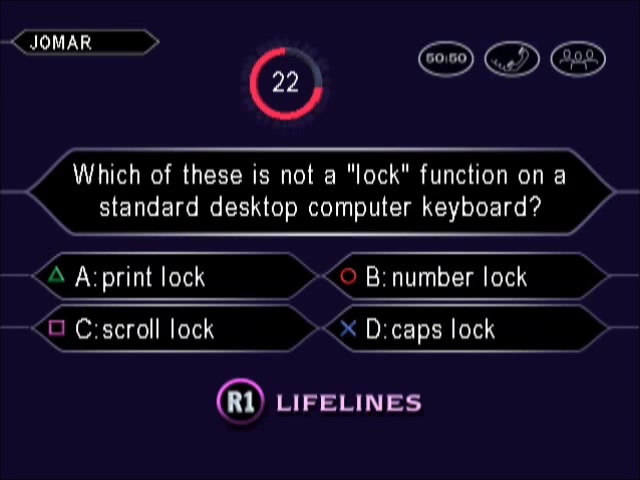 JOMAR
50:50
22
Which of these is not a "lock" function on a
standard desktop computer keyboard?
A: print lock
B: number lock
C: scroll lock
D: caps lock
R1 LIFELINES